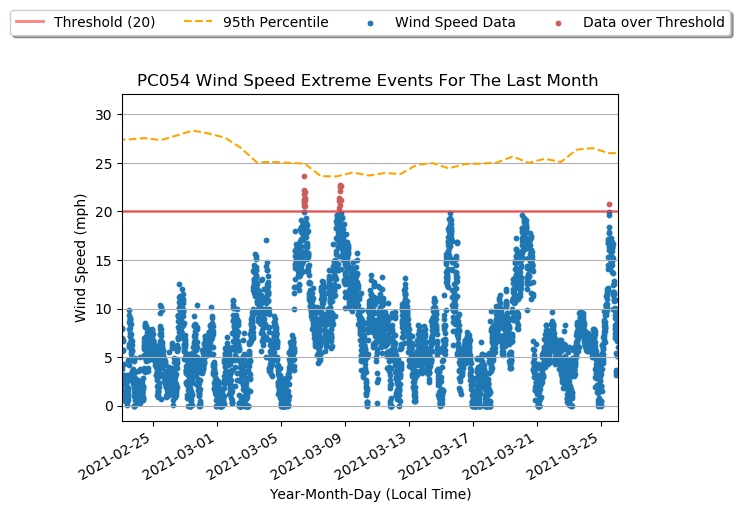 Threshold (20) 95th Percentile Wind Speed Data Data over Threshold
PC054 Wind Speed Extreme Events For The Last Month
30
25
20
15
10
5
0
Wind Speed (mph)
2021-02-25 2021-03-01 2021-03-05 2021-03-09 2021-03-13 2021-03-17 2021-03-21 2021-03-25
Year-Month-Day (Local Time)